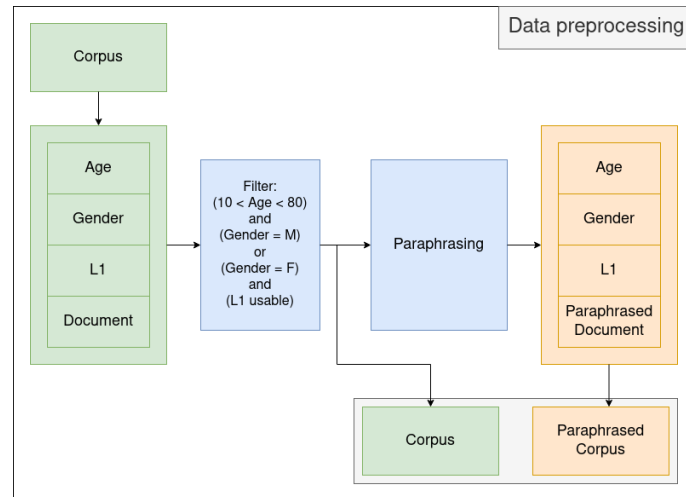 Data preprocessing
Corpus
Age
Gender
L1
Document
Filter:
(10 < Age < 80)
and
(Gender = M)
or
(Gender = F)
and
(L1 usable)
Paraphrasing
Age
Gender
L1
Paraphrased
Document
Corpus
Paraphrased
Corpus